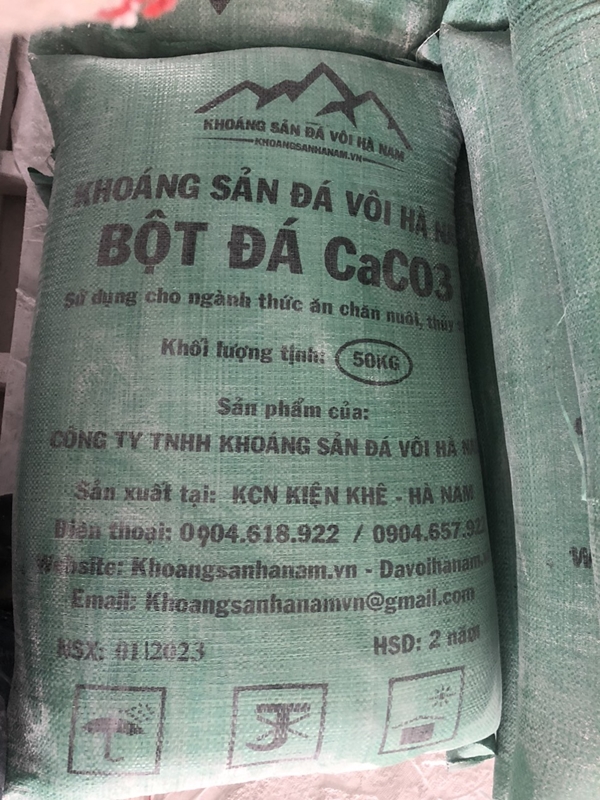 KHOÁNG SẢN ĐÁ VÔI HÀ NAM
KHOANGSANHANAM.VN
KHOÁNG SẢN ĐÁ VÔI HÀ
BỘT ĐÁ CaCO3
Sử dụng cho ngành thức ăn chăn nuôi, thủy
Khối lượng tịnh: 50KG
Sản phẩm của:
CÔNG TY TNHH KHOÁNG SẢN ĐÁ VÔI HÀ
Sản xuất tại: KCN KIỆN KHÊ - HÀ NAM
Điện thoại: 0904.618.922 / 0904.657.92
Website: Khoangsanhanam.vn - Davoihanam.
Email: Khoangsanhanamvn@gmail.com
NSX: 01|2023
HSD: 2 năm